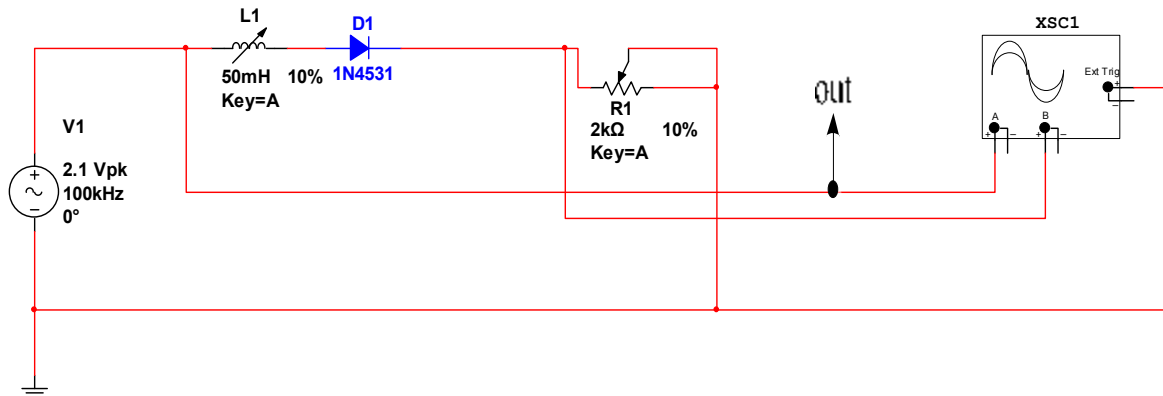 L1
50mH 10%
Key=A
D1
1N4531
R1
2kΩ 10%
Key=A
V1
2.1 Vpk
100kHz
0°
out
XSC1
Ext Trig
+
−
A
B
+ − + −